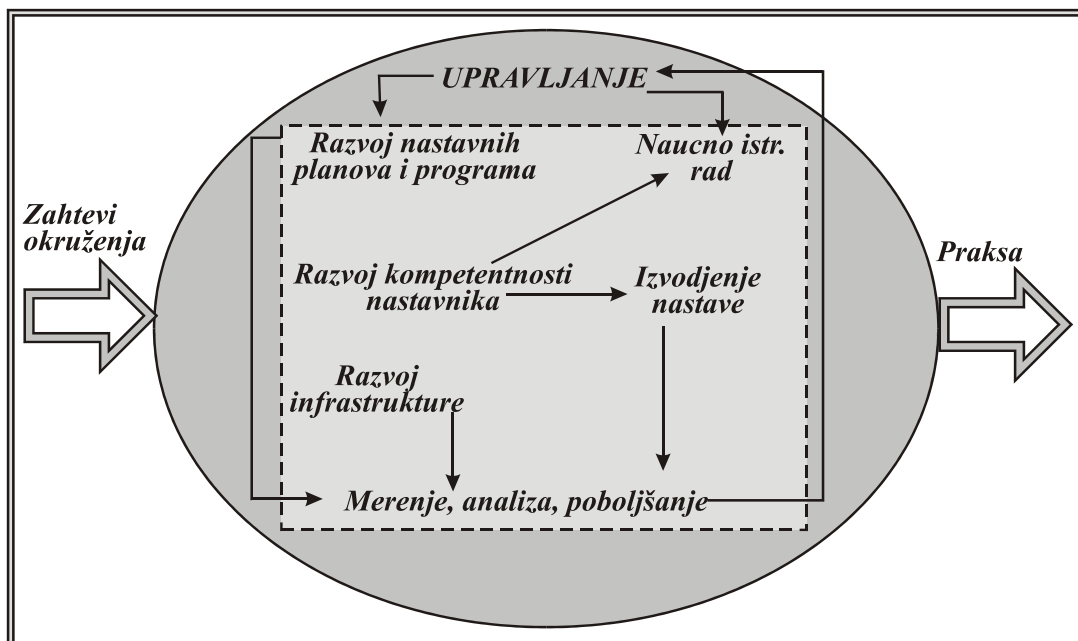 UPRAVLJANJE
Razvoj nastavnih
planova i programa
Naucno istr.
rad
Zahtevi
okruženja
Razvoj kompetentnosti
nastavnika
Izvodjenje
nastave
Praksa
Razvoj
infrastrukture
Merenje, analiza, poboljšanje